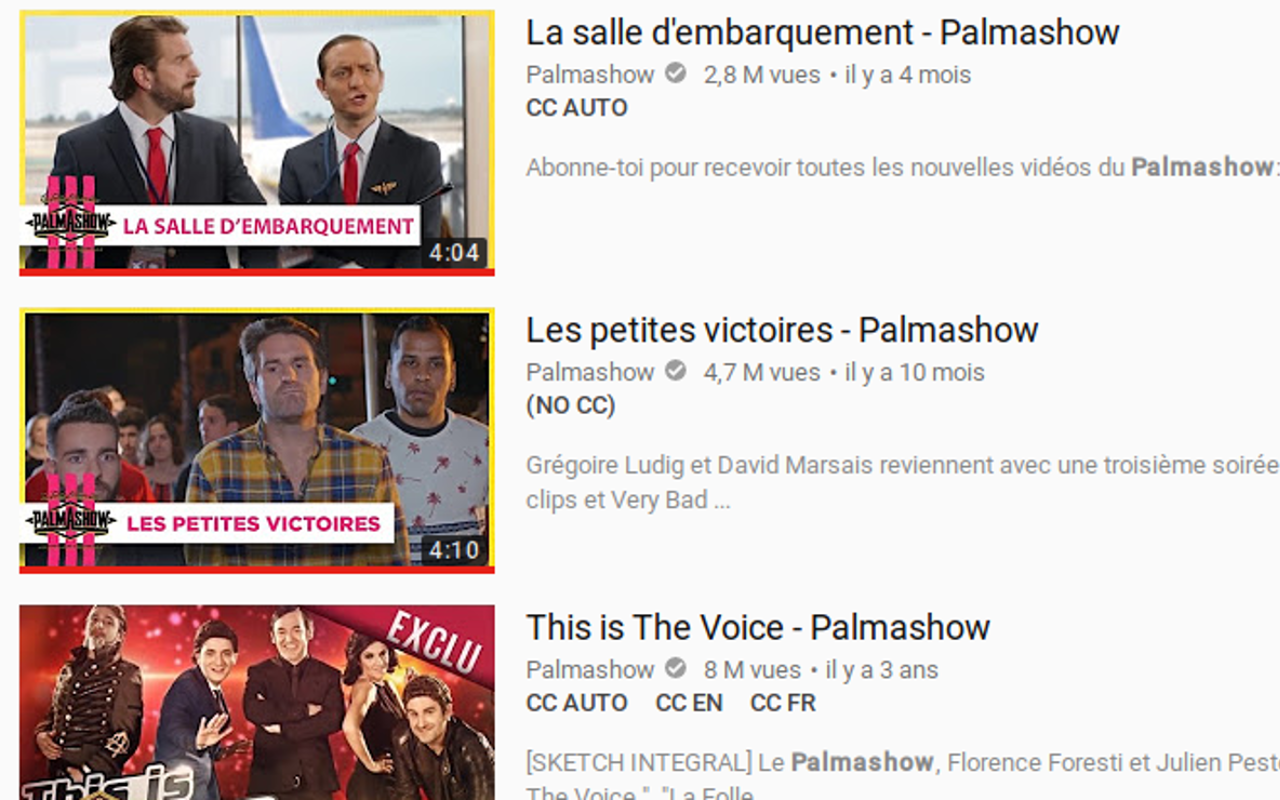 La salle d'embarquement - Palmashow
Palmashow 2,8 M vues • il y a 4 mois
CC AUTO
Abonne-toi pour recevoir toutes les nouvelles vidéos du Palmashow:
PALMASHOW LA SALLE D'EMBARQUEMENT
4:04
Les petites victoires - Palmashow
Palmashow 4,7 M vues • il y a 10 mois
(NO CC)
Grégoire Ludig et David Marsais reviennent avec une troisième soirée
clips et Very Bad ...
PALMASHOW LES PETITES VICTOIRES
4:10
This is The Voice - Palmashow
Palmashow 8 M vues • il y a 3 ans
CC AUTO CC EN CC FR
[SKETCH INTEGRAL] Le Palmashow, Florence Foresti et Julien Peste
The Voice ", "La Folle
EXCLU
This is